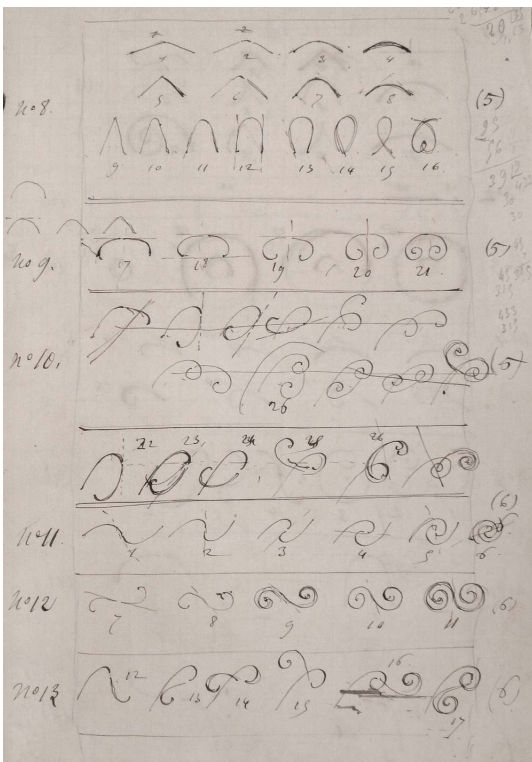 20
1 2 3 4
5 6 7 8
no 8. (5)
9 10 11 12 13 14 15 16
no 9. 17 18 19 20 21 (5)
no 10. (5)
26
22 23 24 25 26
(6)
no 11. 1 2 3 4 5 6
no 12 7 8 9 10 11 (6)
no 13 12 13 14 15 16 17 (6)